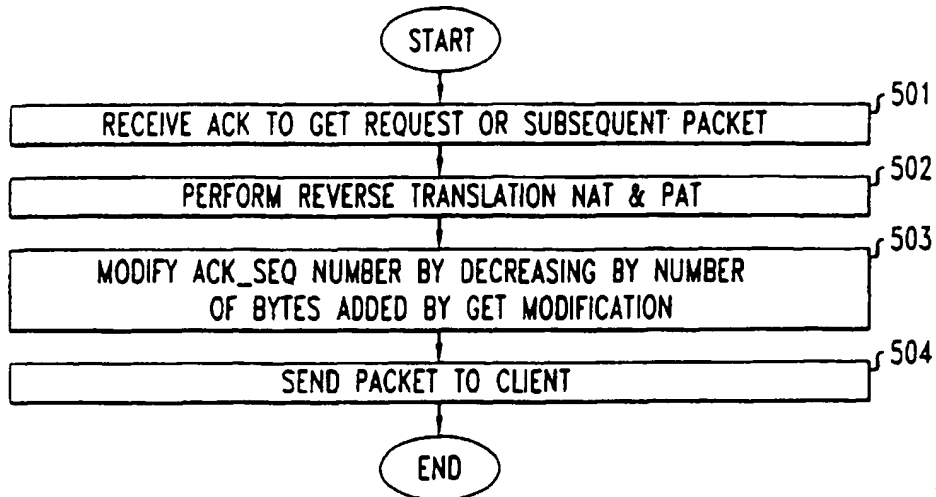 START
501
RECEIVE ACK TO GET REQUEST OR SUBSEQUENT PACKET
502
PERFORM REVERSE TRANSLATION NAT & PAT
503
MODIFY ACK_SEQ NUMBER BY DECREASING BY NUMBER
OF BYTES ADDED BY GET MODIFICATION
504
SEND PACKET TO CLIENT
END